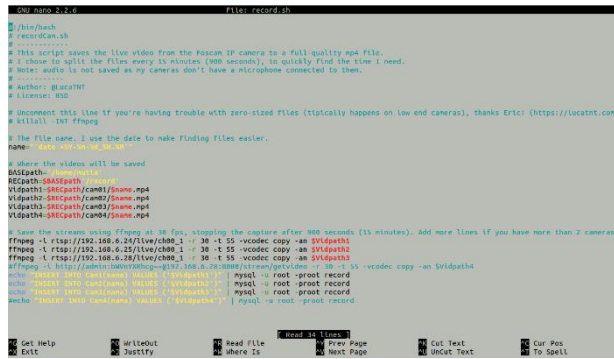 GNU nano 2.2.6 File: record.sh
#!/bin/bash
# recordCam.sh
# ------------
# This script saves the live video from the Foscam IP camera to a full-quality mp4 file.
# I chose to split the files every 15 minutes (900 seconds), to quickly find the time I need.
# Note: audio is not saved as my cameras don't have a microphone connected to them.
# -----------
# Author: @LucaTNT
# License: BSD
# Uncomment this line if you're having trouble with zero-sized files (tipically happens on low end cameras), thanks Eric! (https://lucatnt.com
# killall -INT ffmpeg
# The file name. I use the date to make finding files easier.
# Where the videos will be saved
BASEpath="/home/mutia"
RECpath=$BASEpath"/record"
Vidpath1=$RECpath/cam01/$name.mp4
Vidpath2=$RECpath/cam02/$name.mp4
Vidpath3=$RECpath/cam03/$name.mp4
Vidpath4=$RECpath/cam04/$name.mp4
# Save the streams using ffmpeg at 30 fps, stopping the capture after 900 seconds (15 minutes). Add more lines if you have more than 2 cameras
ffmpeg -i rtsp://192.168.6.24/live/ch00_1 -r 30 -t 55 -vcodec copy -an $Vidpath1
ffmpeg -i rtsp://192.168.6.25/live/ch00_1 -r 30 -t 55 -vcodec copy -an $Vidpath2
ffmpeg -i rtsp://192.168.6.28/live/ch00_1 -r 30 -t 55 -vcodec copy -an $Vidpath3
-r 30 -t 55 -vcodec copy -an $Vidpath4
echo "INSERT INTO Cam1(nama) VALUES ('$Vidpath1')" | mysql -u root -proot record
echo "INSERT INTO Cam2(nama) VALUES ('$Vidpath2')" | mysql -u root -proot record
echo "INSERT INTO Cam3(nama) VALUES ('$Vidpath3')" | mysql -u root -proot record
#echo "INSERT INTO Cam4(nama) VALUES ('$Vidpath4')" | mysql -u root -proot record
[ Read 34 lines ]
^G Get Help ^O WriteOut ^R Read File ^Y Prev Page ^K Cut Text ^C Cur Pos
^X Exit ^J Justify ^W Where Is ^V Next Page ^U UnCut Text ^T To Spell